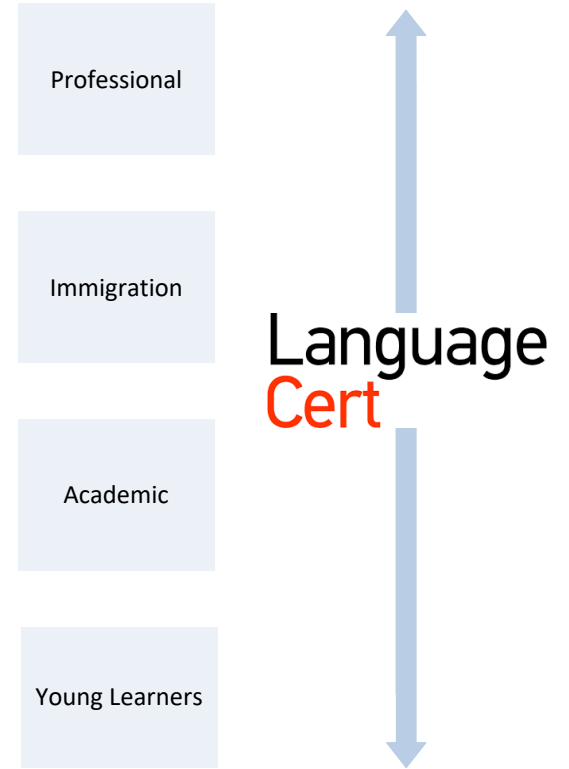 Professional
Immigration
Language
Cert
Academic
Young Learners